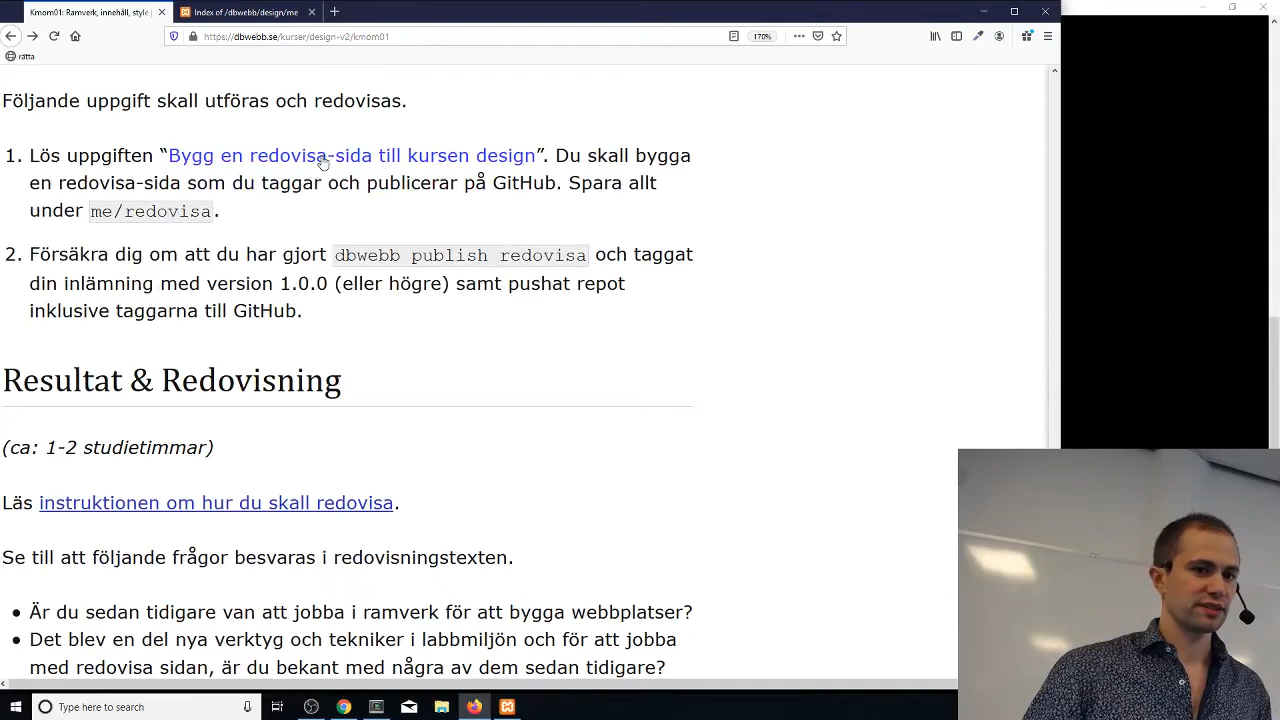 Kmom01: Ramverk, innehåll, style
Index of /dbwebb/design/me
https://dbwebb.se/kurser/design-v2/kmom01
170%
rätta
Följande uppgift skall utföras och redovisas.
1. Lös uppgiften “Bygg en redovisa-sida till kursen design”. Du skall bygga
en redovisa-sida som du taggar och publicerar på GitHub. Spara allt
under me/redovisa.
2. Försäkra dig om att du har gjort dbwebb publish redovisa och taggat
din inlämning med version 1.0.0 (eller högre) samt pushat repot
inklusive taggarna till GitHub.
Resultat & Redovisning
(ca: 1-2 studietimmar)
Läs instruktionen om hur du skall redovisa.
Se till att följande frågor besvaras i redovisningstexten.
• Är du sedan tidigare van att jobba i ramverk för att bygga webbplatser?
• Det blev en del nya verktyg och tekniker i labbmiljön och för att jobba
med redovisa sidan, är du bekant med några av dem sedan tidigare?
Type here to search